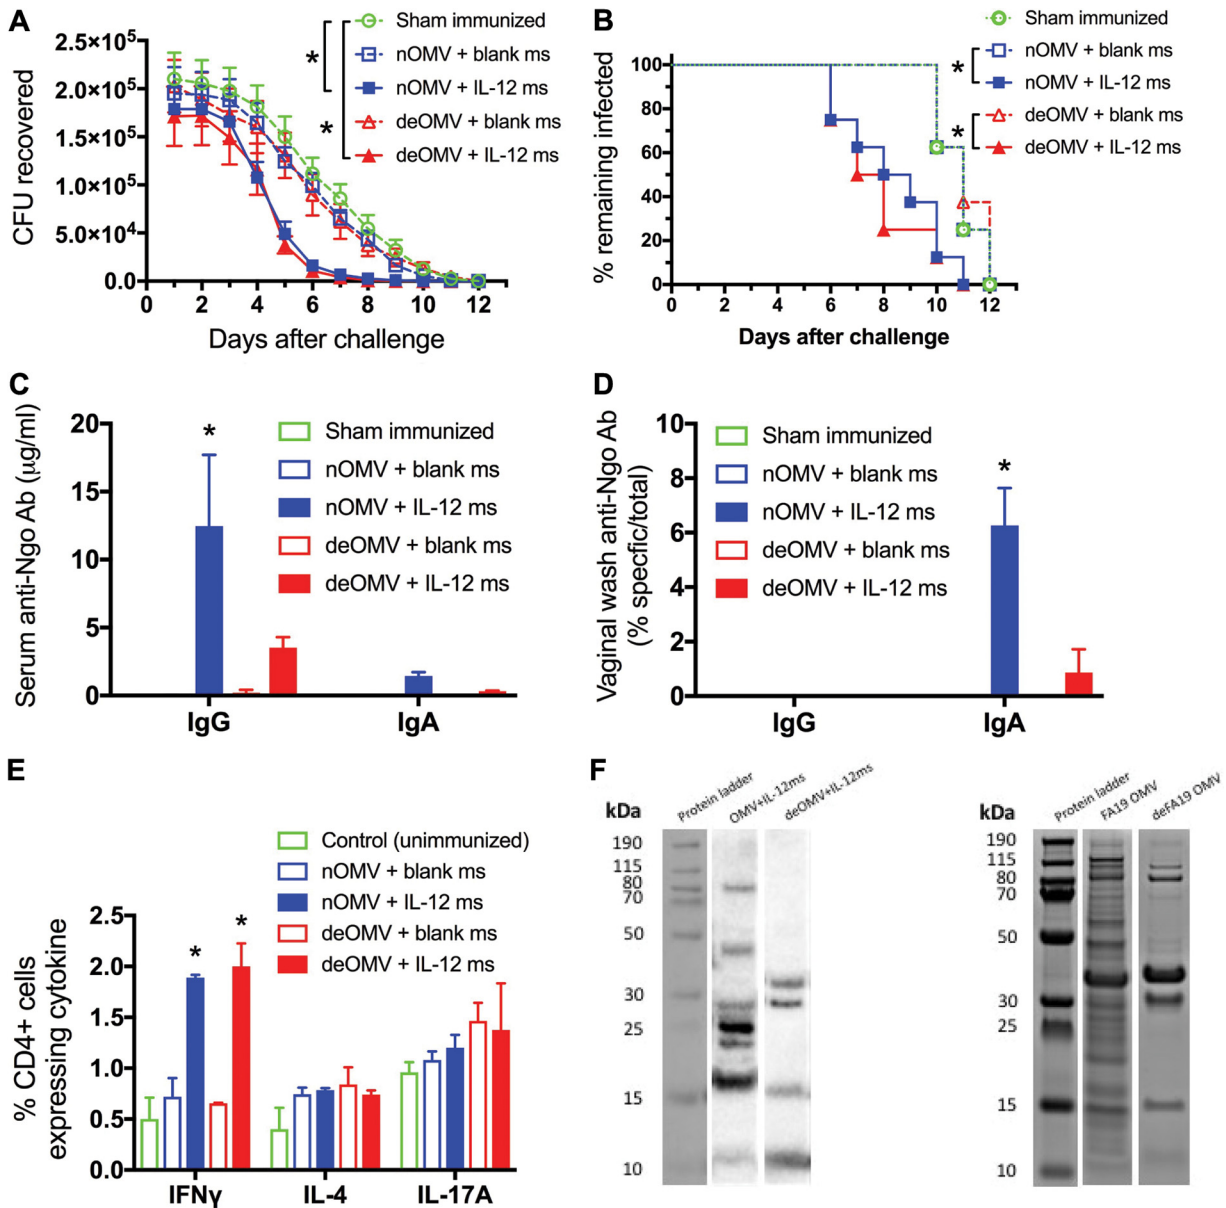 A
CFU recovered
2.5×10⁵
2.0×10⁵
1.5×10⁵
1.0×10⁵
5.0×10⁴
0.0
0 2 4 6 8 10 12
Days after challenge
* *
Sham immunized
nOMV + blank ms
nOMV + IL-12 ms
deOMV + blank ms
deOMV + IL-12 ms
B
% remaining infected
100
80
60
40
20
0
0 2 4 6 8 10 12
Days after challenge
Sham immunized
nOMV + blank ms
* nOMV + IL-12 ms
deOMV + blank ms
* deOMV + IL-12 ms
C
Serum anti-Ngo Ab (µg/ml)
20
15
10
5
0
*
IgG IgA
Sham immunized
nOMV + blank ms
nOMV + IL-12 ms
deOMV + blank ms
deOMV + IL-12 ms
D
Vaginal wash anti-Ngo Ab
(% specfic/total)
10
8
6
4
2
0
*
IgG IgA
Sham immunized
nOMV + blank ms
nOMV + IL-12 ms
deOMV + blank ms
deOMV + IL-12 ms
E
% CD4+ cells
expressing cytokine
2.5
2.0
1.5
1.0
0.5
0.0
* *
IFNγ IL-4 IL-17A
Control (unimmunized)
nOMV + blank ms
nOMV + IL-12 ms
deOMV + blank ms
deOMV + IL-12 ms
F
kDa
Protein ladder
OMV+IL-12ms
deOMV+IL-12ms
190
115
80
70
50
30
25
15
10
kDa
Protein ladder
FA19 OMV
deFA19 OMV
190
115
80
70
50
30
25
15
10